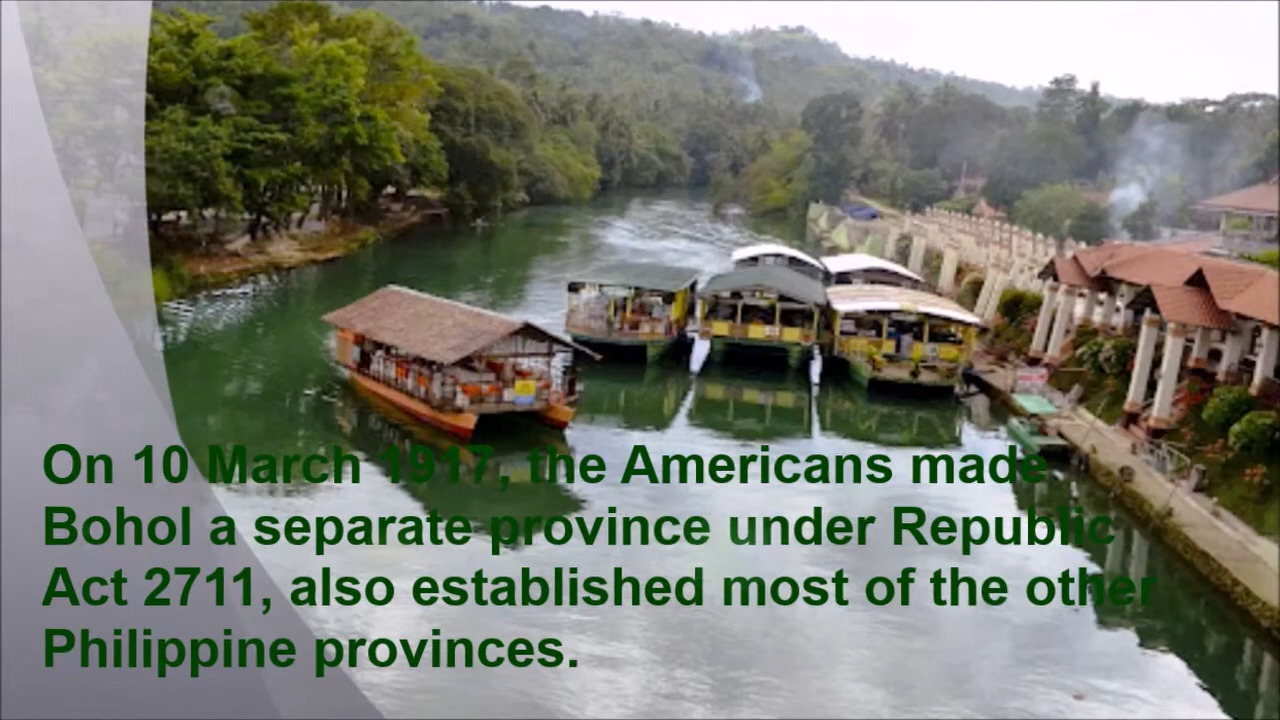 On 10 March 1917, the Americans made
Bohol a separate province under Republic
Act 2711, also established most of the other
Philippine provinces.